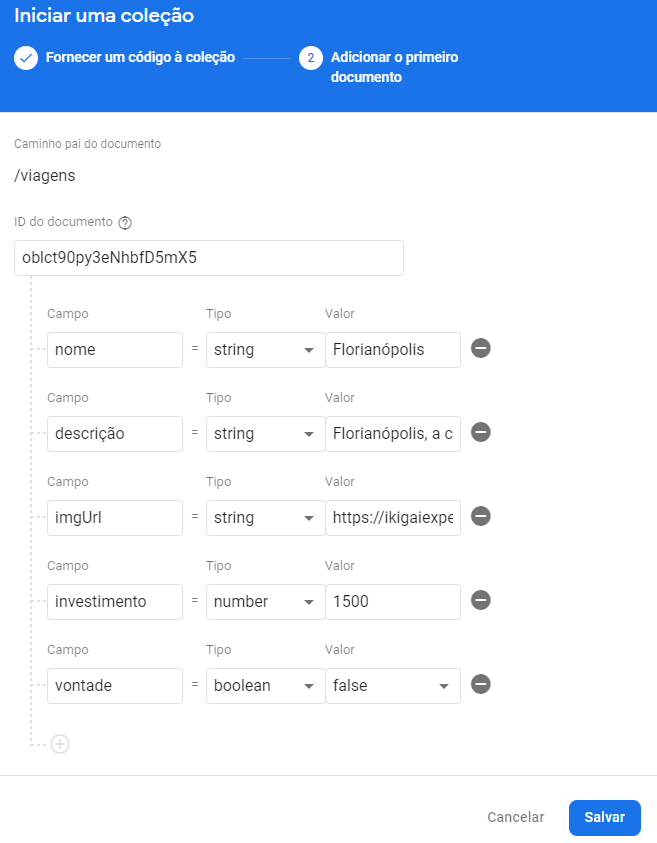 Iniciar uma coleção
Fornecer um código à coleção
2 Adicionar o primeiro
documento
Caminho pai do documento
/viagens
ID do documento ?
oblct90py3eNhbfD5mX5
Campo Tipo Valor
nome = string Florianópolis
Campo Tipo Valor
descrição = string Florianópolis, a c
Campo Tipo Valor
imgUrl = string https://ikigaiexpe
Campo Tipo Valor
investimento = number 1500
Campo Tipo Valor
vontade = boolean false
Cancelar Salvar